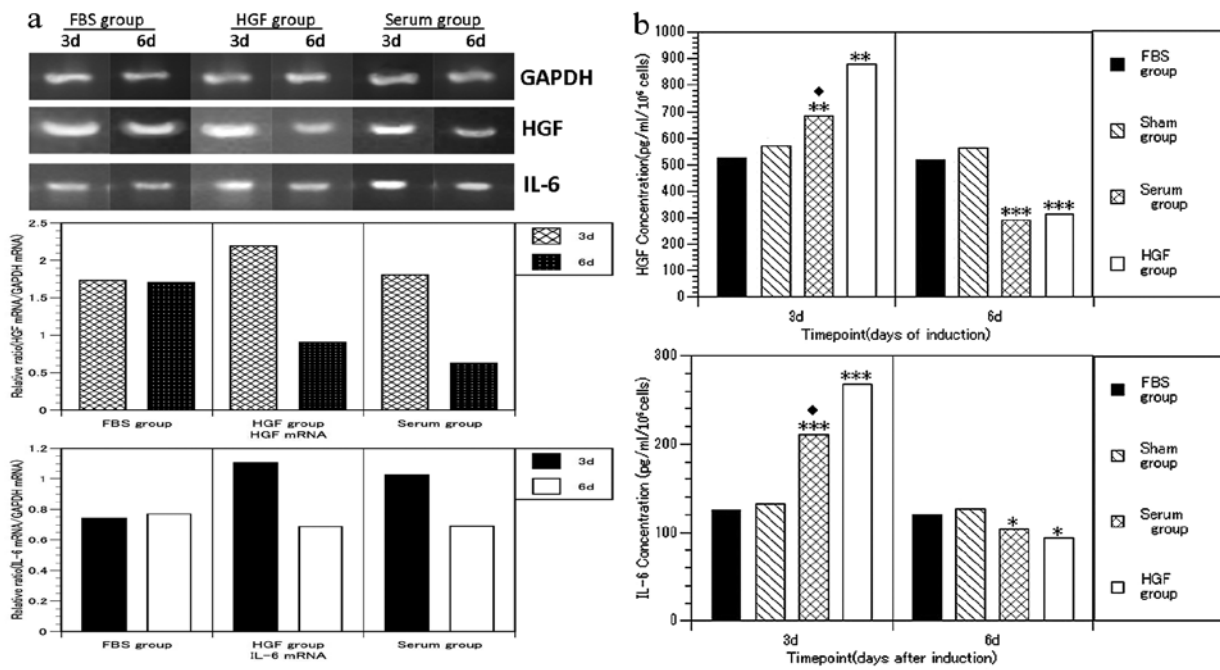 a
FBS group HGF group Serum group
3d 6d 3d 6d 3d 6d
GAPDH
HGF
IL-6
Relative ratio(HGF mRNA/GAPDH mRNA)
2.5
2
1.5
1
0.5
0
3d
6d
FBS group HGF group Serum group
HGF mRNA
Relative ratio(IL-6 mRNA/GAPDH mRNA)
1.2
1
0.8
0.6
0.4
0.2
0
3d
6d
FBS group HGF group Serum group
IL-6 mRNA
b
HGF Concentration(pg/ml/10⁶ cells)
1000
900
800
700
600
500
400
300
200
100
0
** ** *** ***
3d 6d
Timepoint(days of induction)
FBS
group
Sham
group
Serum
group
HGF
group
IL-6 Concentration (pg/ml/10⁶cells)
300
200
100
0
*** *** * *
3d 6d
Timepoint(days after induction)
FBS
group
Sham
group
Serum
group
HGF
group